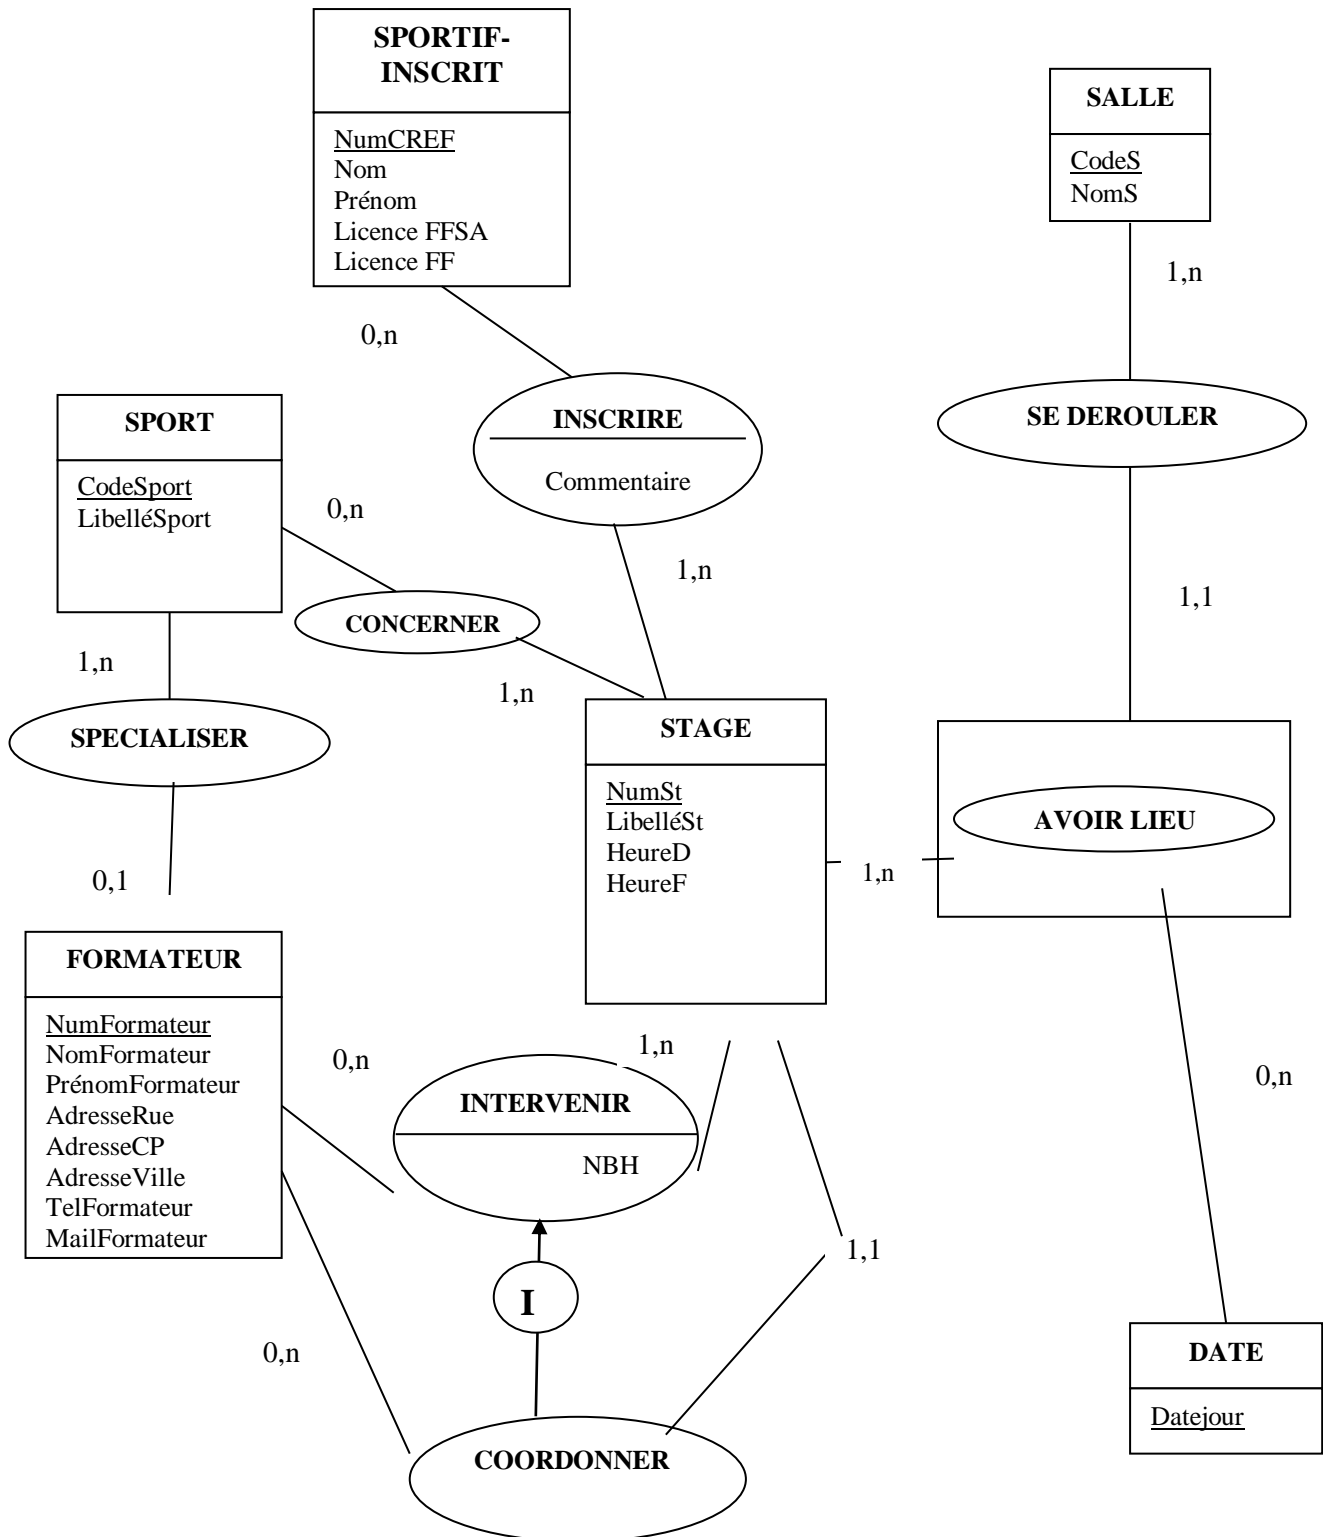 SPORTIF-
INSCRIT
NumCREF
Nom
Prénom
Licence FFSA
Licence FF
SALLE
CodeS
NomS
1,n
0,n
INSCRIRE
Commentaire
SE DEROULER
SPORT
CodeSport
LibelléSport
0,n
1,n
1,1
CONCERNER
1,n
1,n
SPECIALISER
STAGE
NumSt
LibelléSt
HeureD
HeureF
AVOIR LIEU
1,n
0,1
FORMATEUR
NumFormateur
NomFormateur
PrénomFormateur
AdresseRue
AdresseCP
AdresseVille
TelFormateur
MailFormateur
0,n
1,n
INTERVENIR
NBH
0,n
1,1
I
0,n
DATE
Datejour
COORDONNER